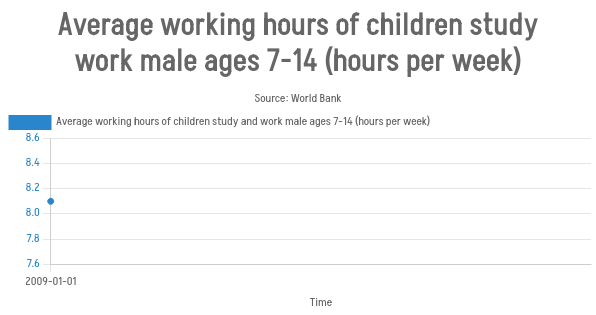 Average working hours of children study
work male ages 7-14 (hours per week)
Source: World Bank
Average working hours of children study and work male ages 7-14 (hours per week)
8.6
8.4
8.2
8.0
7.8
7.6
2009-01-01
Time